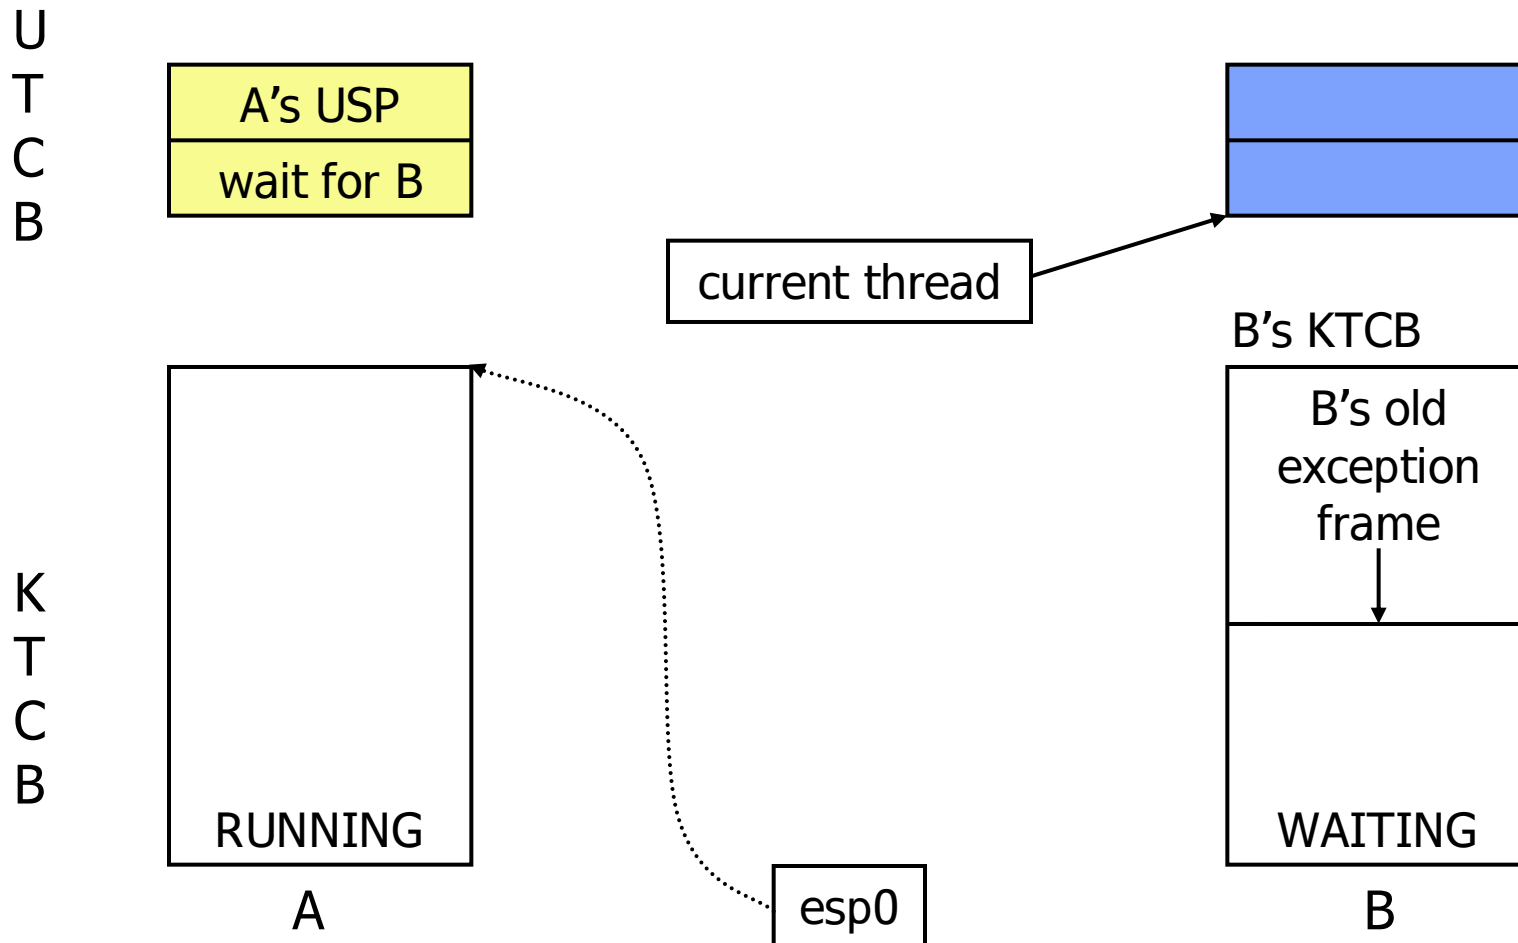 U
T
C
B
A’s USP
wait for B
current thread
B’s KTCB
B’s old
exception
frame
K
T
C
B
RUNNING
WAITING
A
esp0
B